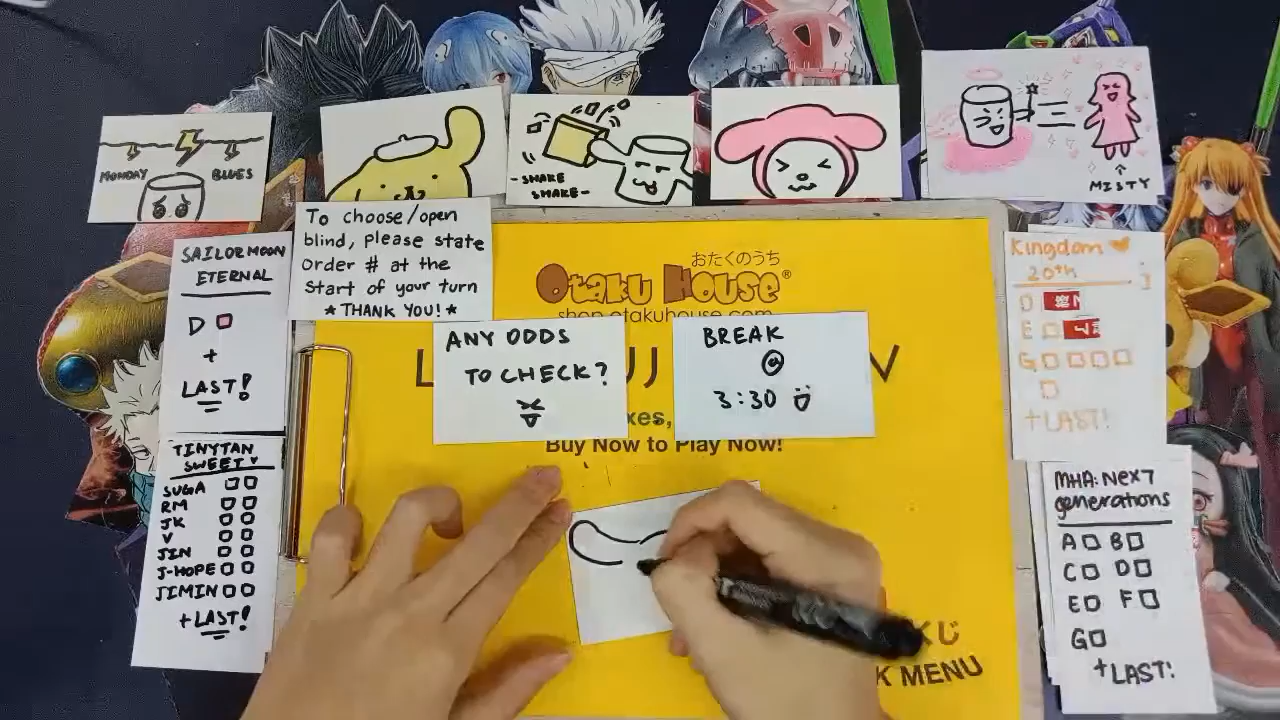 MONDAY BLUES
- SHAKE
SHAKE -
MISTY
To choose/open
blind, please state
Order # at the
Start of your turn
★ THANK YOU! ★
SAILORMOON
ETERNAL
D
+
LAST!
TINYTAN
SWEET
SUGA
RM
JK
V
JIN
J-HOPE
JIMIN
+LAST!
おたくのうち
Otaku House®
shop.otakuhouse.com
ANY ODDS
TO CHECK?
BREAK
@
3:30
Buy Now to Play Now!
K MENU
Kingdom
20th
D
E
G
+LAST!
MHA: Next
generations
A B
C D
E F
G
+LAST!